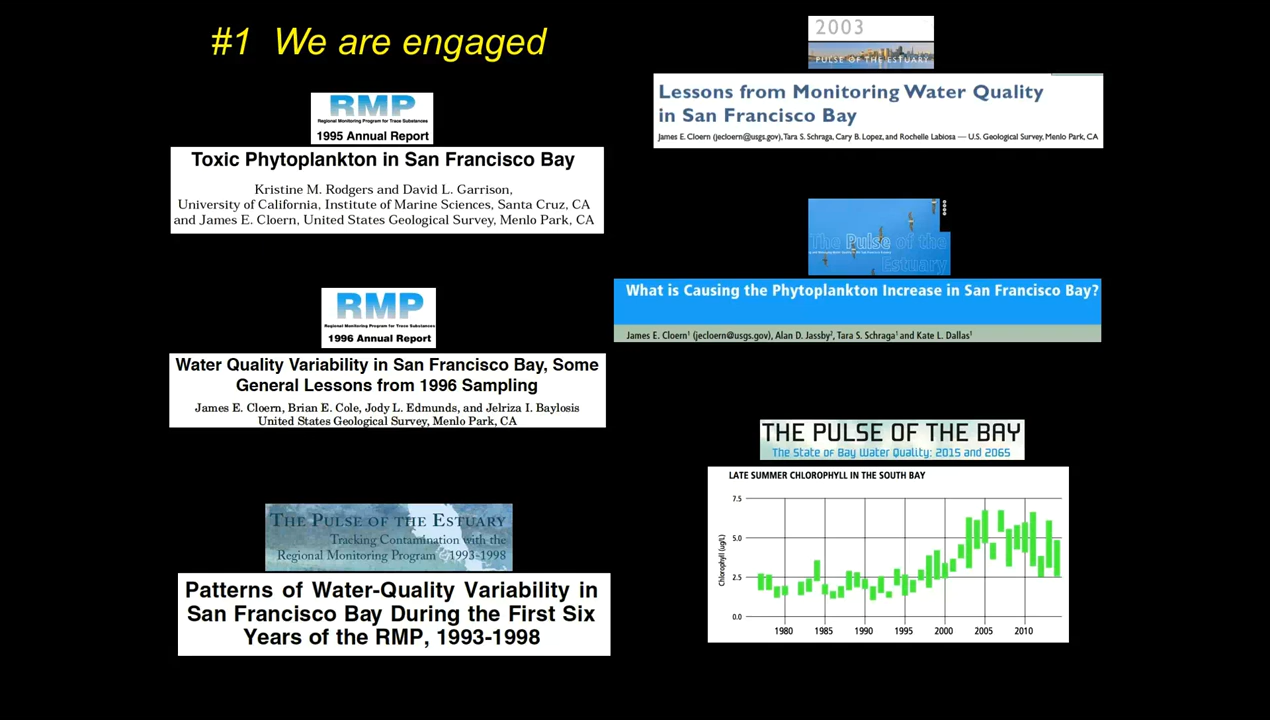 #1 We are engaged
RMP
Regional Monitoring Program for Trace Substances
1995 Annual Report
Toxic Phytoplankton in San Francisco Bay
Kristine M. Rodgers and David L. Garrison,
University of California, Institute of Marine Sciences, Santa Cruz, CA
and James E. Cloern, United States Geological Survey, Menlo Park, CA
RMP
Regional Monitoring Program for Trace Substances
1996 Annual Report
Water Quality Variability in San Francisco Bay, Some
General Lessons from 1996 Sampling
James E. Cloern, Brian E. Cole, Jody L. Edmunds, and Jelriza I. Baylosis
United States Geological Survey, Menlo Park, CA
THE PULSE OF THE ESTUARY
Tracking Contamination with the
Regional Monitoring Program 1993-1998
Patterns of Water-Quality Variability in
San Francisco Bay During the First Six
Years of the RMP, 1993-1998
2003
PULSE OF THE ESTUARY
Lessons from Monitoring Water Quality
in San Francisco Bay
James E. Cloern (jecloern@usgs.gov), Tara S. Schraga, Cary B. Lopez, and Rochelle Labiosa — U.S. Geological Survey, Menlo Park, CA
The Pulse of the
Estuary
What is Causing the Phytoplankton Increase in San Francisco Bay?
James E. Cloern¹ (jecloern@usgs.gov), Alan D. Jassby², Tara S. Schraga¹ and Kate L. Dallas¹
THE PULSE OF THE BAY
The State of Bay Water Quality: 2015 and 2065
LATE SUMMER CHLOROPHYLL IN THE SOUTH BAY
Chlorophyll (ug/L)
7.5
5.0
2.5
0.0
1980 1985 1990 1995 2000 2005 2010